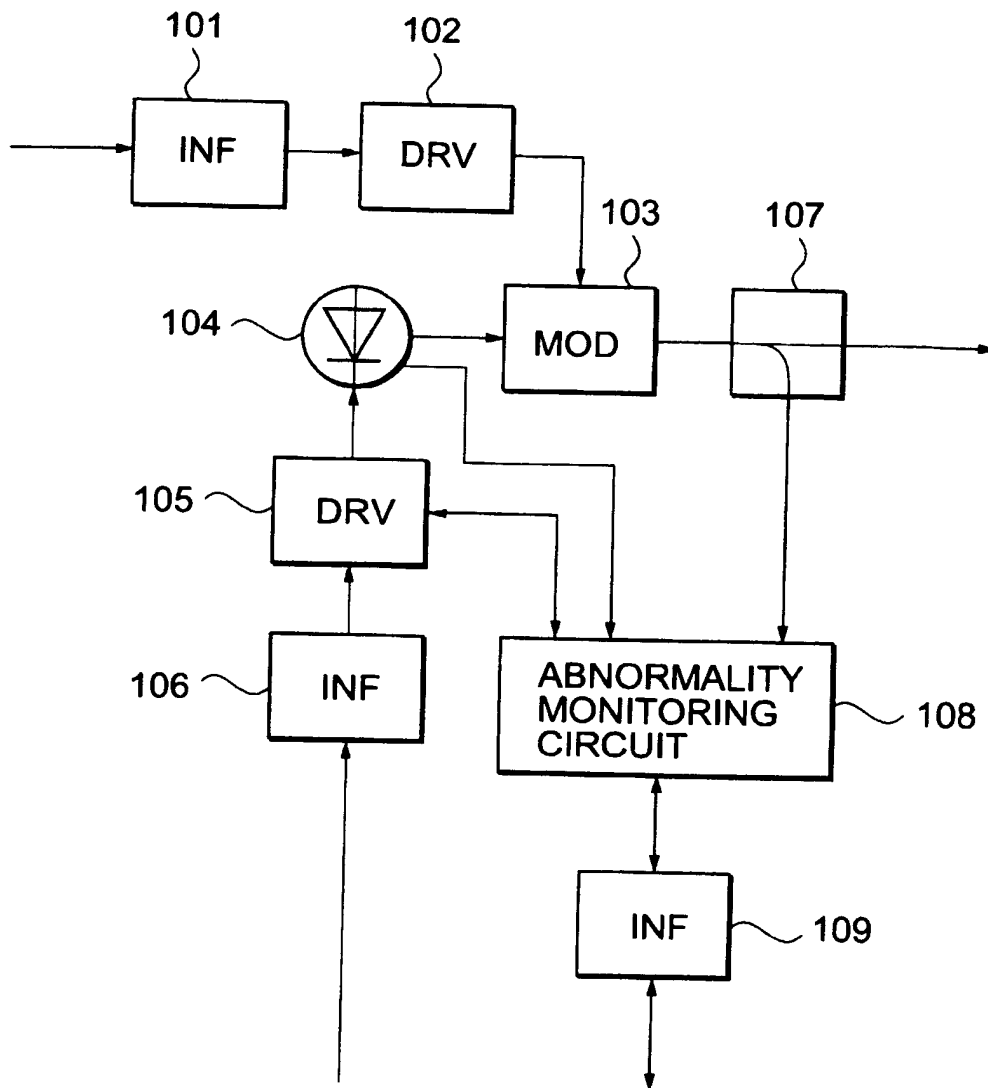 101
102
INF
DRV
103
107
104
MOD
105
DRV
106
INF
ABNORMALITY
MONITORING
CIRCUIT
108
INF
109